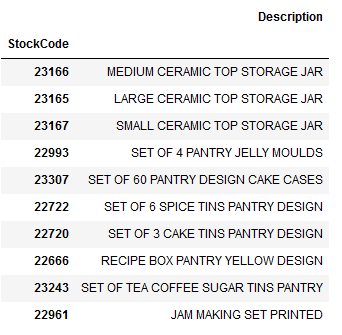 Description
StockCode
23166 MEDIUM CERAMIC TOP STORAGE JAR
23165 LARGE CERAMIC TOP STORAGE JAR
23167 SMALL CERAMIC TOP STORAGE JAR
22993 SET OF 4 PANTRY JELLY MOULDS
23307 SET OF 60 PANTRY DESIGN CAKE CASES
22722 SET OF 6 SPICE TINS PANTRY DESIGN
22720 SET OF 3 CAKE TINS PANTRY DESIGN
22666 RECIPE BOX PANTRY YELLOW DESIGN
23243 SET OF TEA COFFEE SUGAR TINS PANTRY
22961 JAM MAKING SET PRINTED